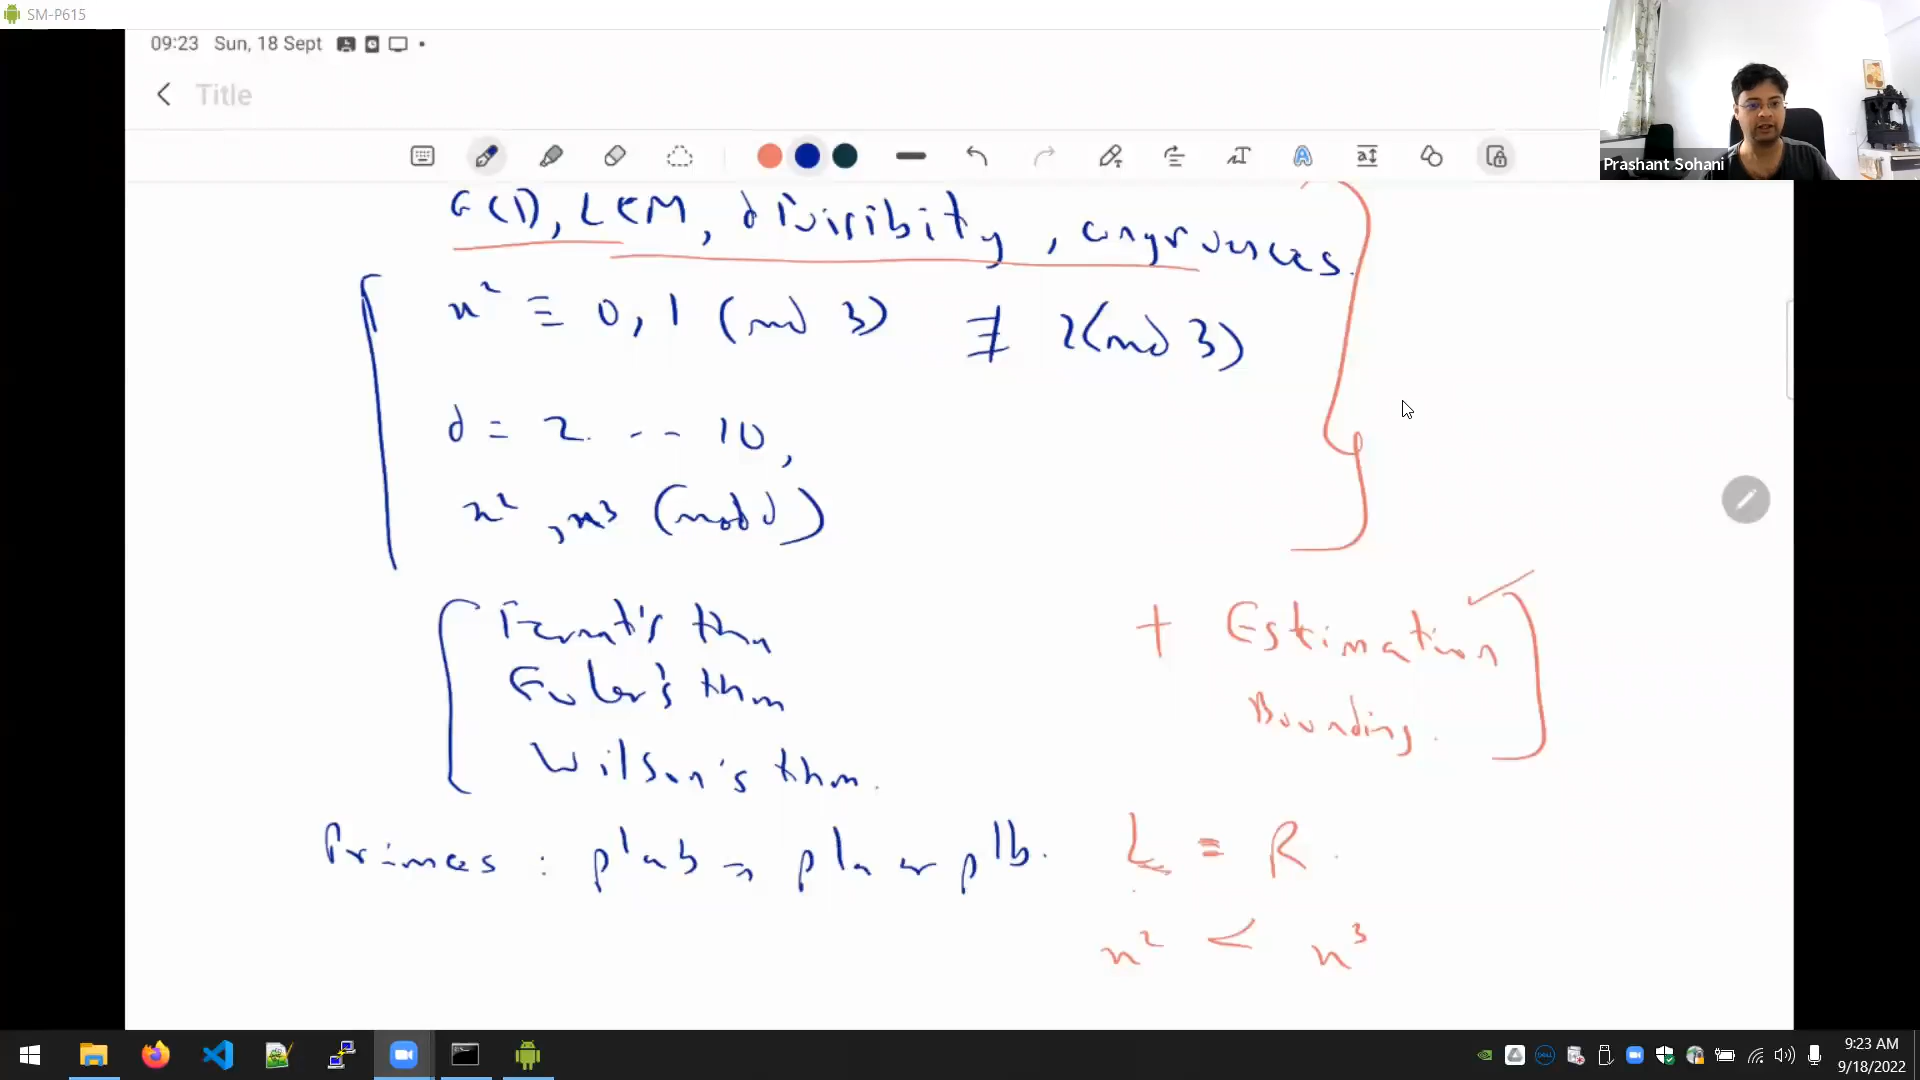 SM-P615
09:23 Sun, 18 Sept
Title
Prashant Sohani
GCD, LCM, divisibity, congruences.
n² ≡ 0, 1 (mod 3) ∄ 2 (mod 3)
d = 2 .. -- 10,
n², n³ (mod d)
Fermat's thm
Euler's thm
Wilson's thm.
+ Estimation
Bounding.
Primes : p|ab ⇒ p|a or p|b.
L = R.
n² < n³
9:23 AM
9/18/2022